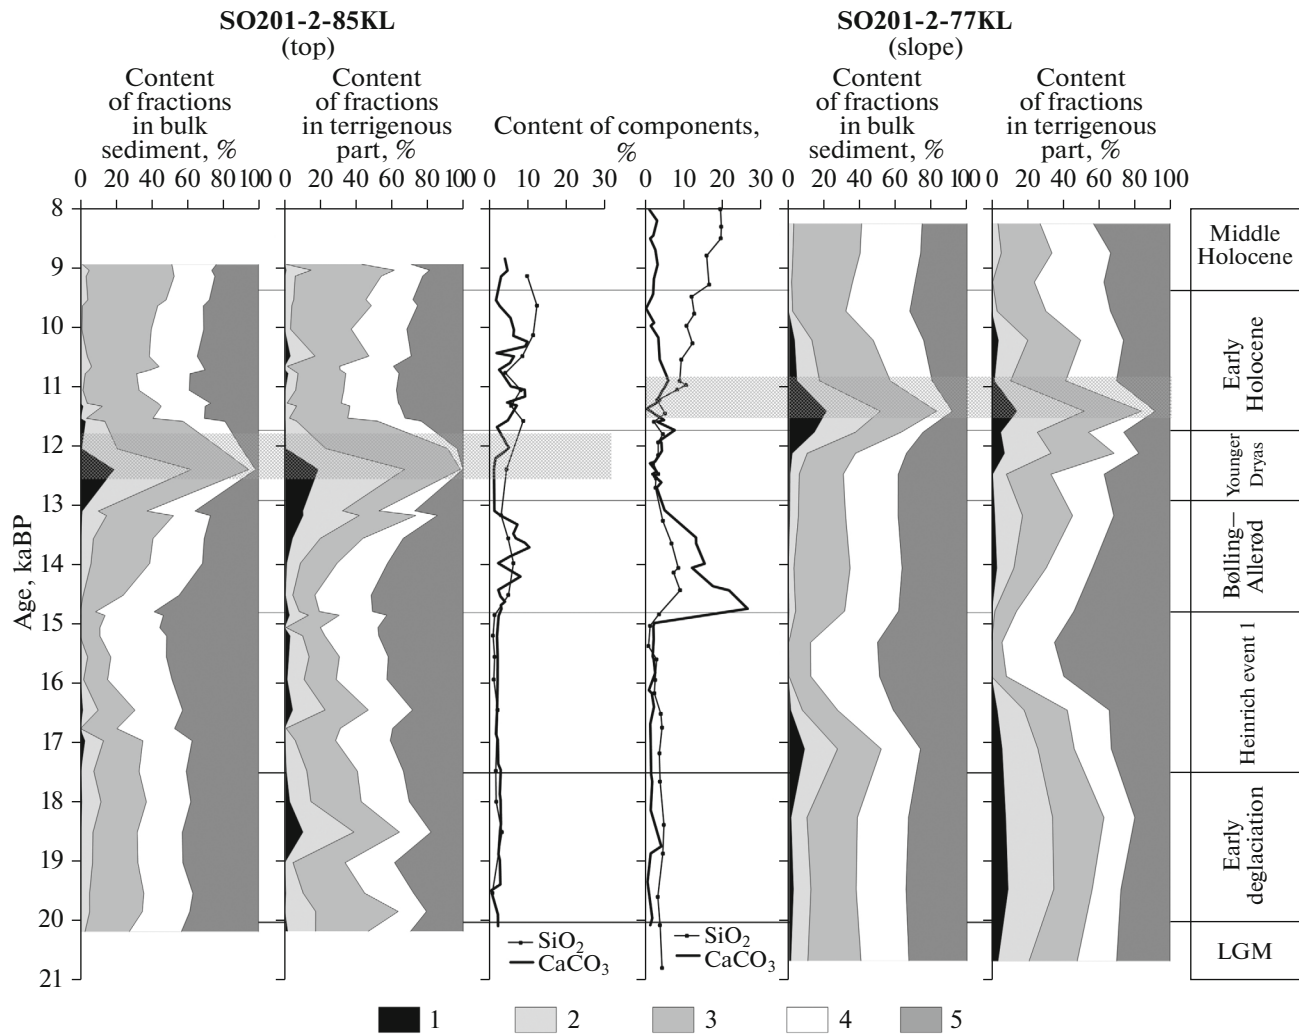 SO201-2-85KL
(top)
SO201-2-77KL
(slope)
Content
of fractions
in bulk
sediment, %
Content
of fractions
in terrigenous
part, %
Content of components,
%
Content
of fractions
in bulk
sediment, %
Content
of fractions
in terrigenous
part, %
0 20 40 60 80 100
0 20 40 60 80 100
0 10 20 30
0 10 20 30
0 20 40 60 80 100
0 20 40 60 80 100
Age, kaBP
8
9
10
11
12
13
14
15
16
17
18
19
20
21
Middle
Holocene
Early
Holocene
Younger
Dryas
Bølling–
Allerød
Heinrich event 1
Early
deglaciation
LGM
SiO₂
CaCO₃
SiO₂
CaCO₃
1 2 3 4 5